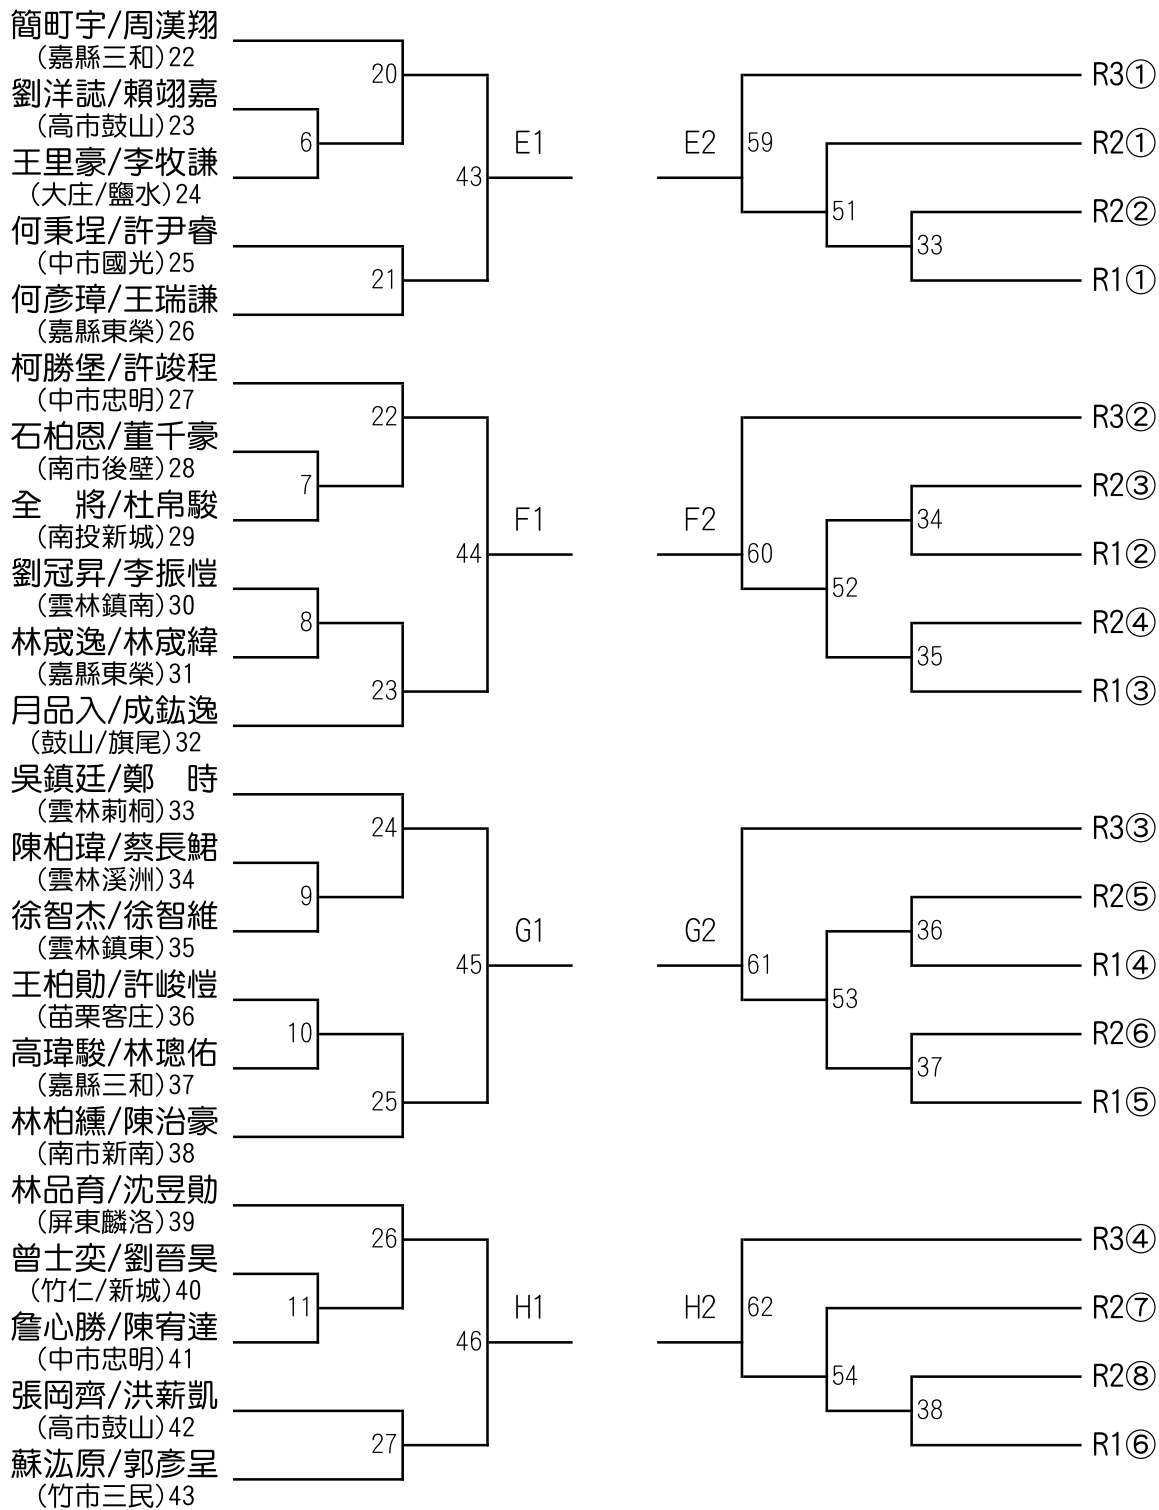 簡町宇/周漢翔
(嘉縣三和)22
劉洋誌/賴翊嘉
(高市鼓山)23
王里豪/李牧謙
(大庄/鹽水)24
何秉埕/許尹睿
(中市國光)25
何彥璋/王瑞謙
(嘉縣東榮)26
柯勝堡/許竣程
(中市忠明)27
石柏恩/董千豪
(南市後壁)28
全　將/杜帛駿
(南投新城)29
劉冠昇/李振愷
(雲林鎮南)30
林宬逸/林宬緯
(嘉縣東榮)31
月品入/成鈜逸
(鼓山/旗尾)32
吳鎮廷/鄭　時
(雲林莿桐)33
陳柏瑋/蔡長鮶
(雲林溪洲)34
徐智杰/徐智維
(雲林鎮東)35
王柏勛/許峻愷
(苗栗客庄)36
高瑋駿/林璁佑
(嘉縣三和)37
林柏纁/陳治豪
(南市新南)38
林品育/沈昱勛
(屏東麟洛)39
曾士奕/劉晉昊
(竹仁/新城)40
詹心勝/陳宥達
(中市忠明)41
張岡齊/洪薪凱
(高市鼓山)42
蘇汯原/郭彥呈
(竹市三民)43
20
6
43
21
E1
22
7
44
8
23
F1
24
9
45
10
25
G1
26
11
46
27
H1
E2
59
51
33
R3①
R2①
R2②
R1①
F2
60
52
34
35
R3②
R2③
R1②
R2④
R1③
G2
61
53
36
37
R3③
R2⑤
R1④
R2⑥
R1⑤
H2
62
54
38
R3④
R2⑦
R2⑧
R1⑥